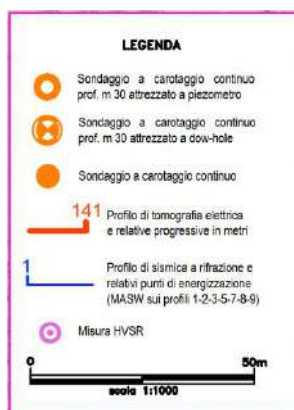 LEGENDA
Sondaggio a carotaggio continuo
prof. m 30 attrezzato a piezometro
Sondaggio a carotaggio continuo
prof. m 30 attrezzato a dow-hole
Sondaggio a carotaggio continuo
141
Profilo di tomografia elettrica
e relative progressive in metri
1
Profilo di sismica a rifrazione e
relativi punti di energizzazione
(MASW sui profili 1-2-3-5-7-8-9)
Misura HVSR
0 50m
scala 1:1000